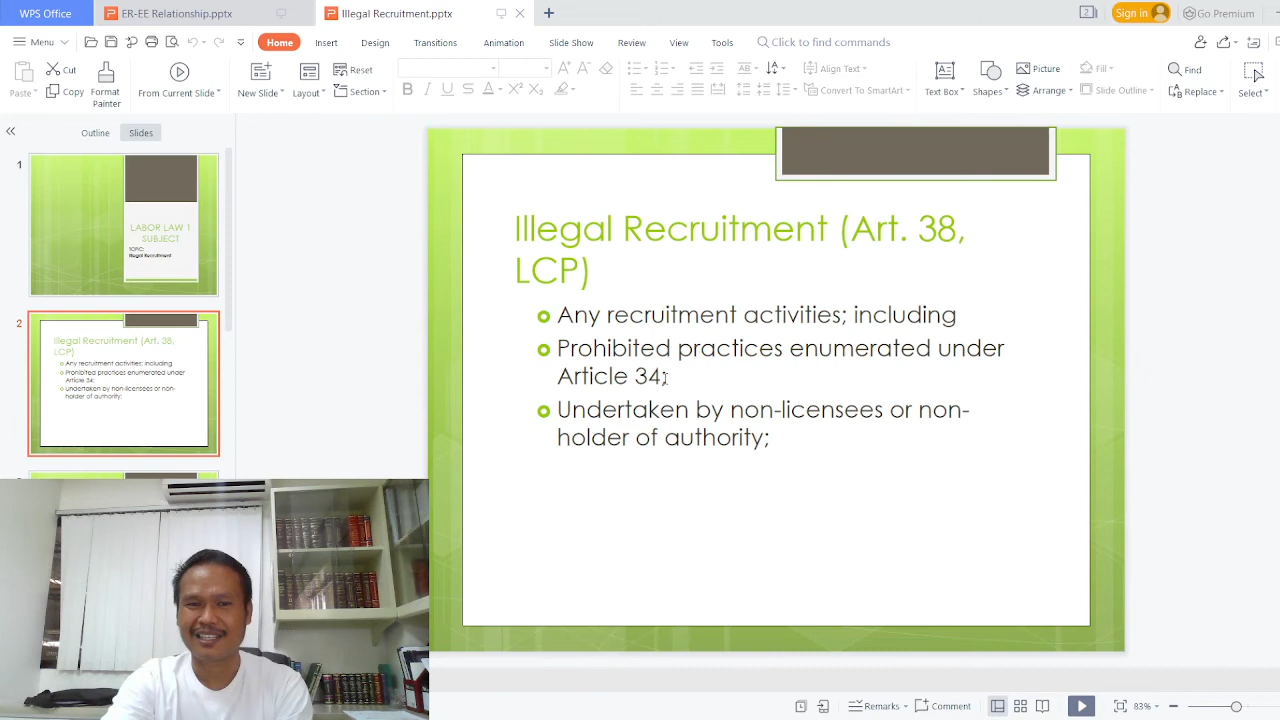 WPS Office
ER-EE Relationship.pptx
Illegal Recruitment.pptx
2
Sign in
Go Premium
Menu
Home
Insert
Design
Transitions
Animation
Slide Show
Review
View
Tools
Click to find commands
Cut
Copy
Format
Painter
From Current Slide
New Slide
Layout
Reset
Section
Align Text
Convert To SmartArt
Text Box
Shapes
Picture
Arrange
Fill
Slide Outline
Find
Replace
Select
Outline
Slides
1
LABOR LAW 1
SUBJECT
TOPIC:
Illegal Recruitment
2
Illegal Recruitment (Art. 38,
LCP)
Any recruitment activities; including
Prohibited practices enumerated under
Article 34;
Undertaken by non-licensees or non-
holder of authority;
Illegal Recruitment (Art. 38,
LCP)
Any recruitment activities; including
Prohibited practices enumerated under
Article 34;
Undertaken by non-licensees or non-
holder of authority;
Remarks
Comment
83%